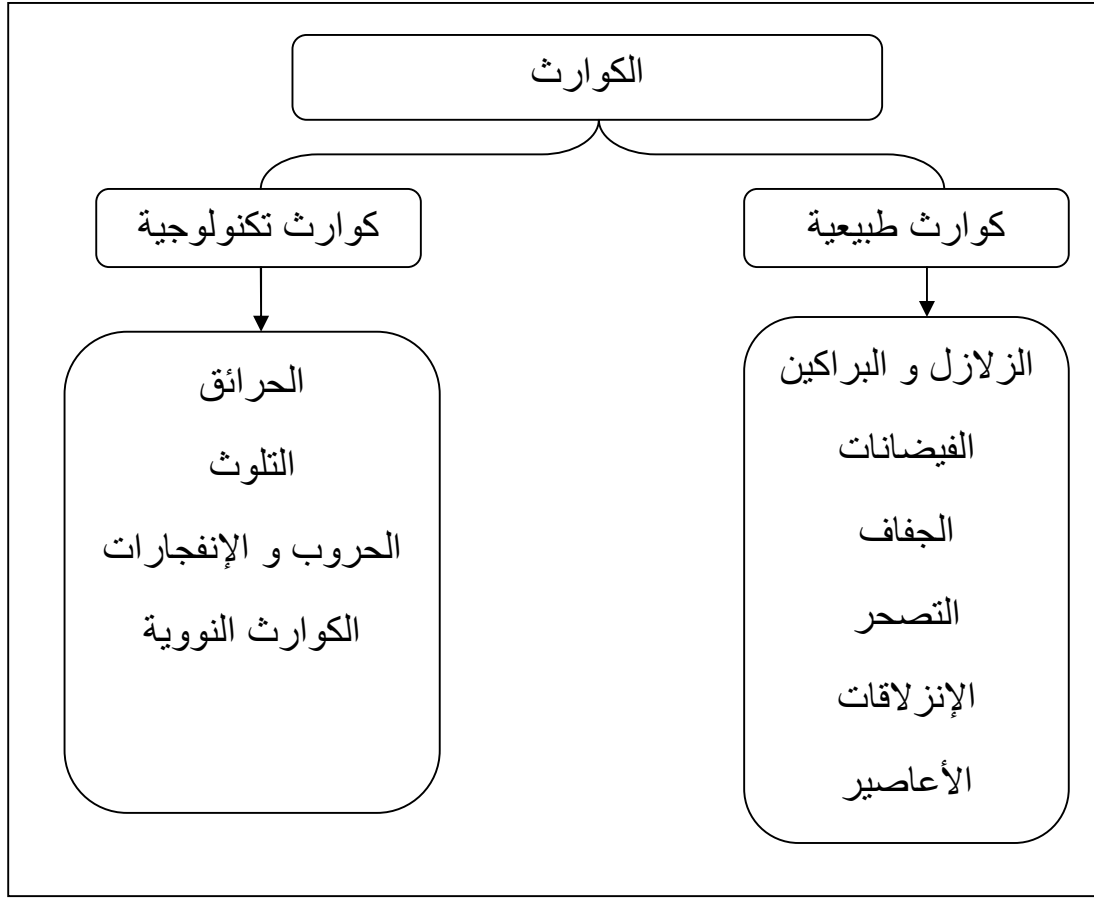 الكوارث
كوارث طبيعية
الزلازل و البراكين
الفيضانات
الجفاف
التصحر
الإنزلاقات
الأعاصير
كوارث تكنولوجية
الحرائق
التلوث
الحروب و الإنفجارات
الكوارث النووية